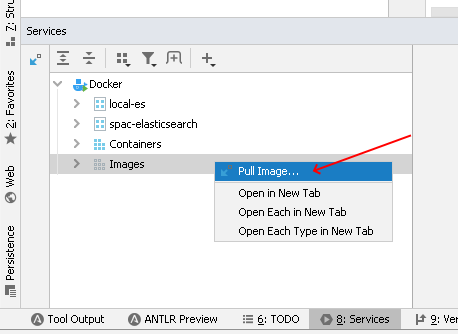 Z: Stru
Services
2: Favorites
Web
Persistence
Docker
local-es
spac-elasticsearch
Containers
Images
Pull Image...
Open in New Tab
Open Each in New Tab
Open Each Type in New Tab
Tool Output
ANTLR Preview
6: TODO
8: Services
9: Ver